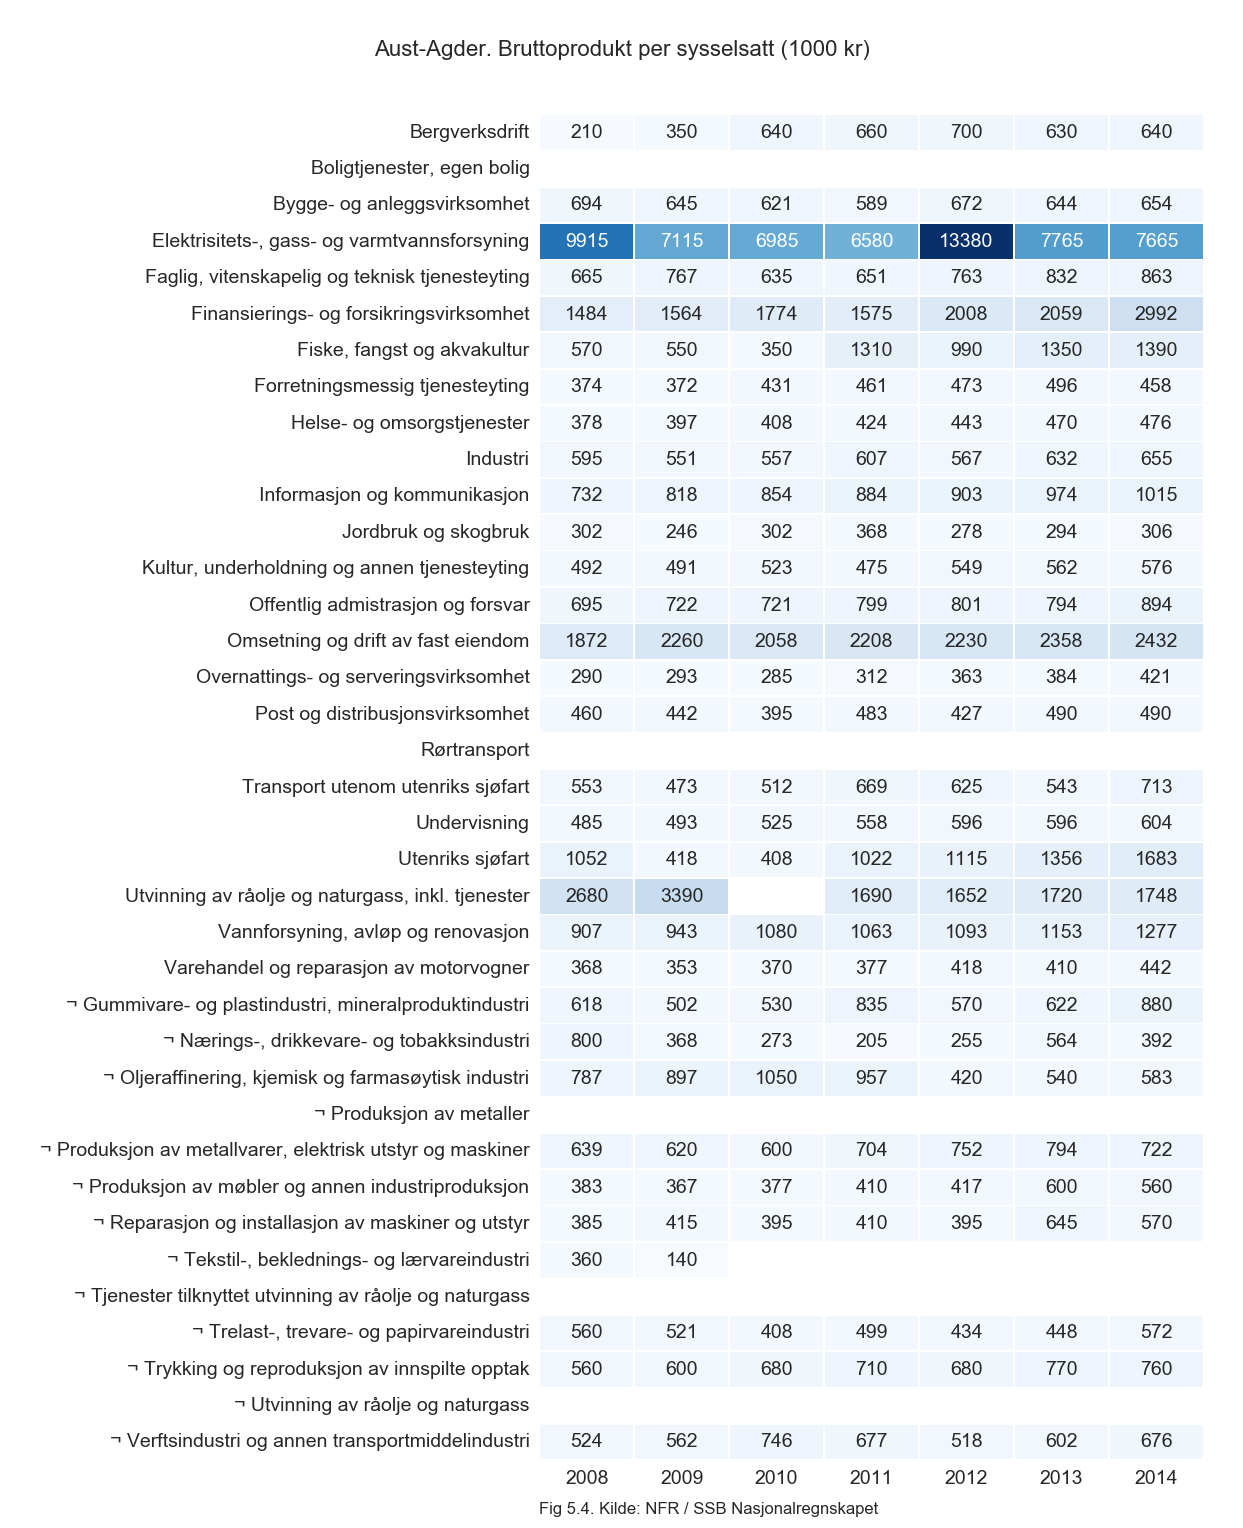 Aust-Agder. Bruttoprodukt per sysselsatt (1000 kr)
Bergverksdrift 210 350 640 660 700 630 640
Boligtjenester, egen bolig
Bygge- og anleggsvirksomhet 694 645 621 589 672 644 654
Elektrisitets-, gass- og varmtvannsforsyning 9915 7115 6985 6580 13380 7765 7665
Faglig, vitenskapelig og teknisk tjenesteyting 665 767 635 651 763 832 863
Finansierings- og forsikringsvirksomhet 1484 1564 1774 1575 2008 2059 2992
Fiske, fangst og akvakultur 570 550 350 1310 990 1350 1390
Forretningsmessig tjenesteyting 374 372 431 461 473 496 458
Helse- og omsorgstjenester 378 397 408 424 443 470 476
Industri 595 551 557 607 567 632 655
Informasjon og kommunikasjon 732 818 854 884 903 974 1015
Jordbruk og skogbruk 302 246 302 368 278 294 306
Kultur, underholdning og annen tjenesteyting 492 491 523 475 549 562 576
Offentlig admistrasjon og forsvar 695 722 721 799 801 794 894
Omsetning og drift av fast eiendom 1872 2260 2058 2208 2230 2358 2432
Overnattings- og serveringsvirksomhet 290 293 285 312 363 384 421
Post og distribusjonsvirksomhet 460 442 395 483 427 490 490
Rørtransport
Transport utenom utenriks sjøfart 553 473 512 669 625 543 713
Undervisning 485 493 525 558 596 596 604
Utenriks sjøfart 1052 418 408 1022 1115 1356 1683
Utvinning av råolje og naturgass, inkl. tjenester 2680 3390 1690 1652 1720 1748
Vannforsyning, avløp og renovasjon 907 943 1080 1063 1093 1153 1277
Varehandel og reparasjon av motorvogner 368 353 370 377 418 410 442
¬ Gummivare- og plastindustri, mineralproduktindustri 618 502 530 835 570 622 880
¬ Nærings-, drikkevare- og tobakksindustri 800 368 273 205 255 564 392
¬ Oljeraffinering, kjemisk og farmasøytisk industri 787 897 1050 957 420 540 583
¬ Produksjon av metaller
¬ Produksjon av metallvarer, elektrisk utstyr og maskiner 639 620 600 704 752 794 722
¬ Produksjon av møbler og annen industriproduksjon 383 367 377 410 417 600 560
¬ Reparasjon og installasjon av maskiner og utstyr 385 415 395 410 395 645 570
¬ Tekstil-, beklednings- og lærvareindustri 360 140
¬ Tjenester tilknyttet utvinning av råolje og naturgass
¬ Trelast-, trevare- og papirvareindustri 560 521 408 499 434 448 572
¬ Trykking og reproduksjon av innspilte opptak 560 600 680 710 680 770 760
¬ Utvinning av råolje og naturgass
¬ Verftsindustri og annen transportmiddelindustri 524 562 746 677 518 602 676
2008 2009 2010 2011 2012 2013 2014
Fig 5.4. Kilde: NFR / SSB Nasjonalregnskapet